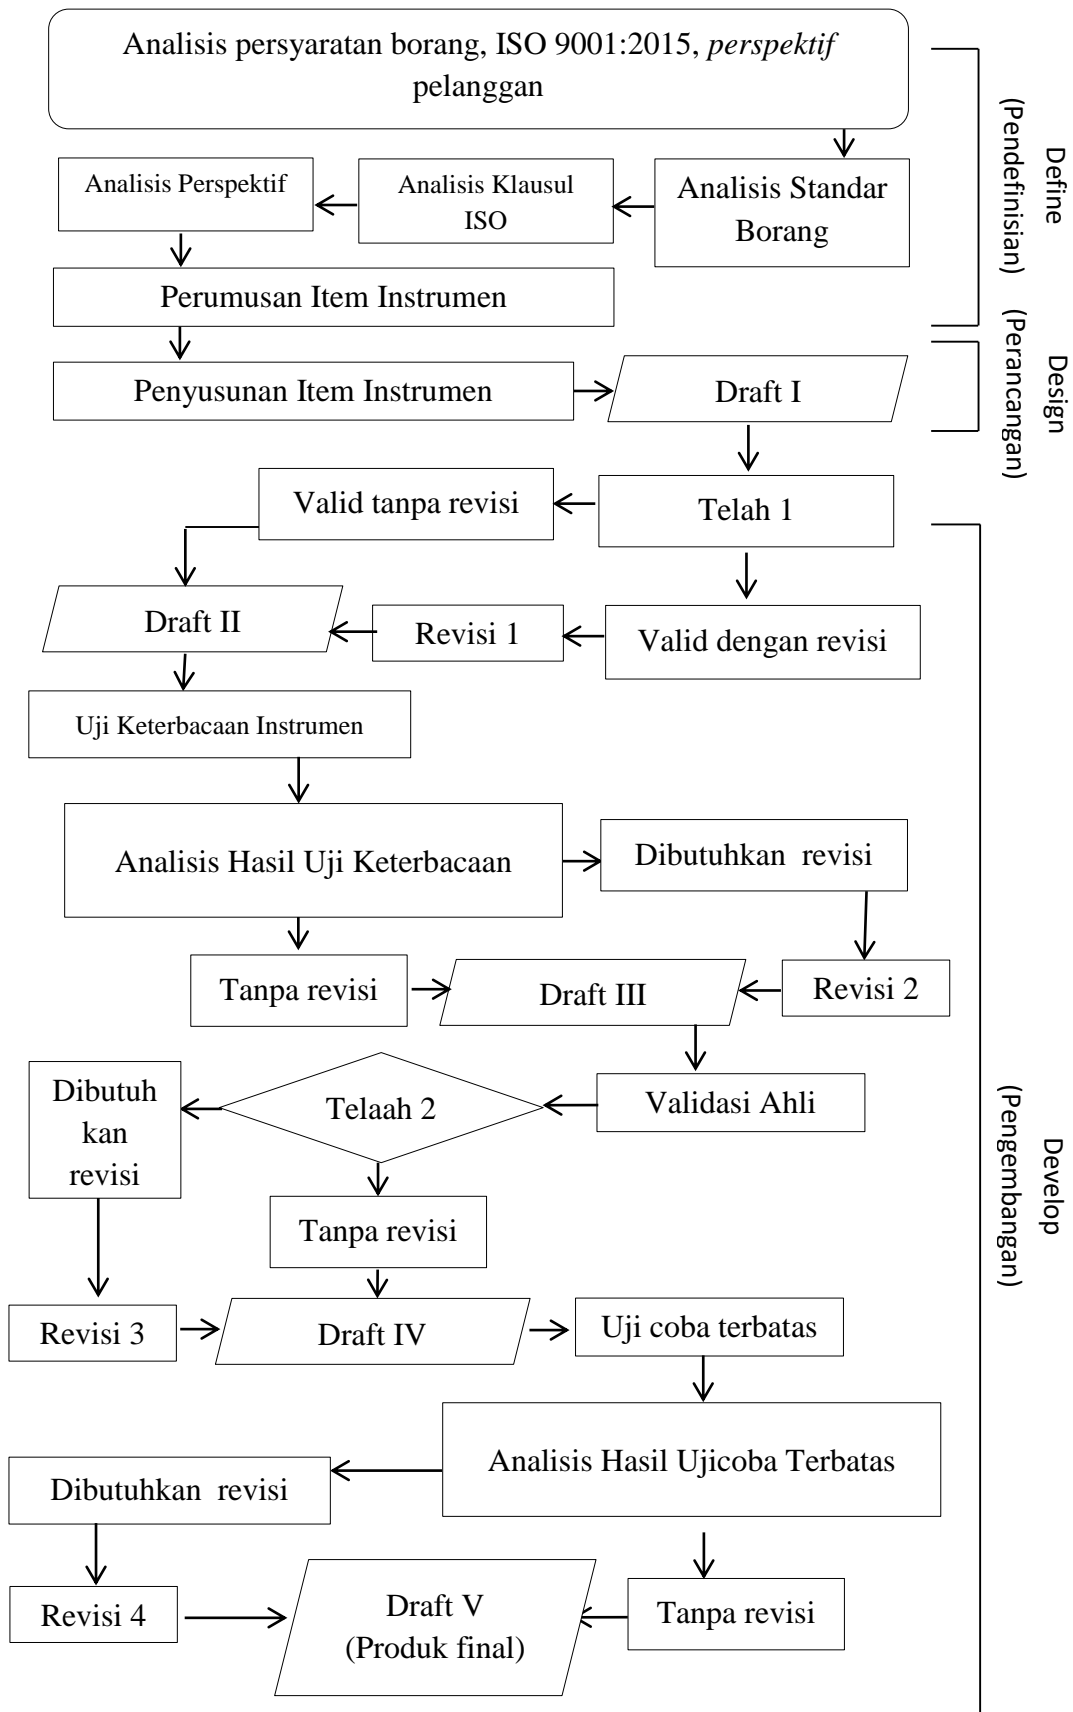 Analisis persyaratan borang, ISO 9001:2015, perspektif
pelanggan
Define
(Pendefinisian)
Analisis Perspektif
Analisis Klausul
ISO
Analisis Standar
Borang
Perumusan Item Instrumen
Design
(Perancangan)
Penyusunan Item Instrumen
Draft I
Valid tanpa revisi
Telah 1
Draft II
Revisi 1
Valid dengan revisi
Uji Keterbacaan Instrumen
Analisis Hasil Uji Keterbacaan
Dibutuhkan revisi
Tanpa revisi
Draft III
Revisi 2
Develop
(Pengembangan)
Dibutuh
kan
revisi
Telaah 2
Validasi Ahli
Tanpa revisi
Revisi 3
Draft IV
Uji coba terbatas
Analisis Hasil Ujicoba Terbatas
Dibutuhkan revisi
Revisi 4
Draft V
(Produk final)
Tanpa revisi